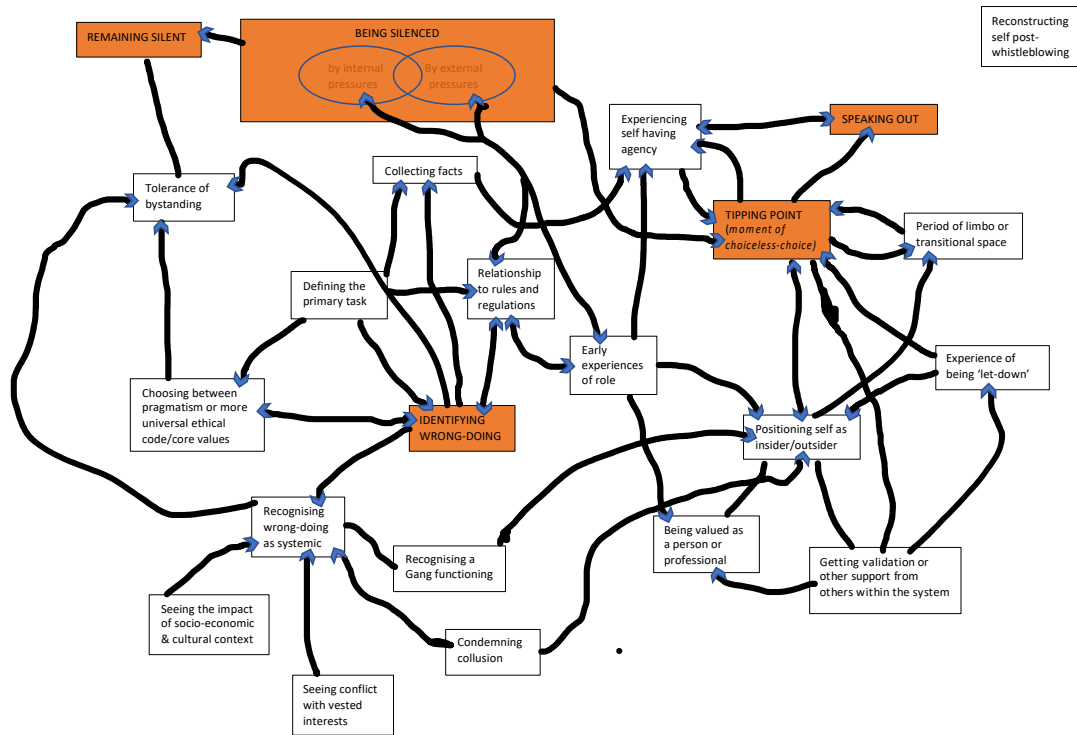 REMAINING SILENT
BEING SILENCED
by internal
pressures
By external
pressures
Reconstructing
self post-
whistleblowing
Experiencing
self having
agency
SPEAKING OUT
Collecting facts
Tolerance of
bystanding
TIPPING POINT
(moment of
choiceless-choice)
Period of limbo or
transitional space
Defining the
primary task
Relationship
to rules and
regulations
Early
experiences
of role
Experience of
being ‘let-down’
Choosing between
pragmatism or more
universal ethical
code/core values
IDENTIFYING
WRONG-DOING
Positioning self as
insider/outsider
Recognising
wrong-doing
as systemic
Recognising a
Gang functioning
Being valued as
a person or
professional
Getting validation or
other support from
others within the system
Seeing the impact
of socio-economic
& cultural context
Condemning
collusion
Seeing conflict
with vested
interests